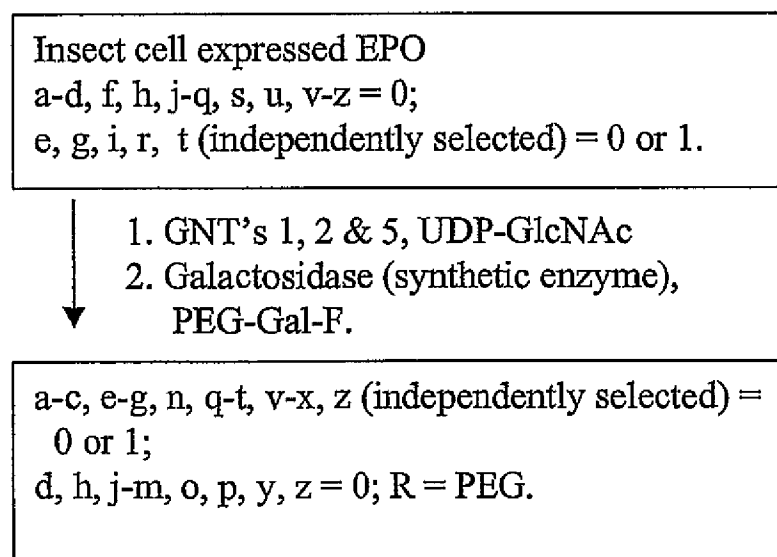 Insect cell expressed EPO
a-d, f, h, j-q, s, u, v-z = 0;
e, g, i, r, t (independently selected) = 0 or 1.
1. GNT's 1, 2 & 5, UDP-GlcNAc
2. Galactosidase (synthetic enzyme),
PEG-Gal-F.
a-c, e-g, n, q-t, v-x, z (independently selected) =
0 or 1;
d, h, j-m, o, p, y, z = 0; R = PEG.